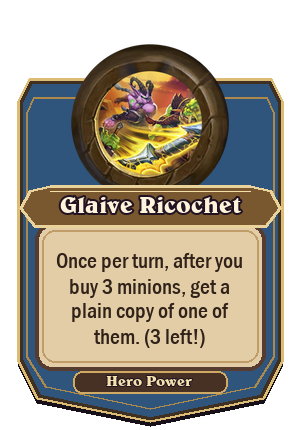 Glaive Ricochet
Once per turn, after you
buy 3 minions, get a
plain copy of one of
them. (3 left!)
Hero Power